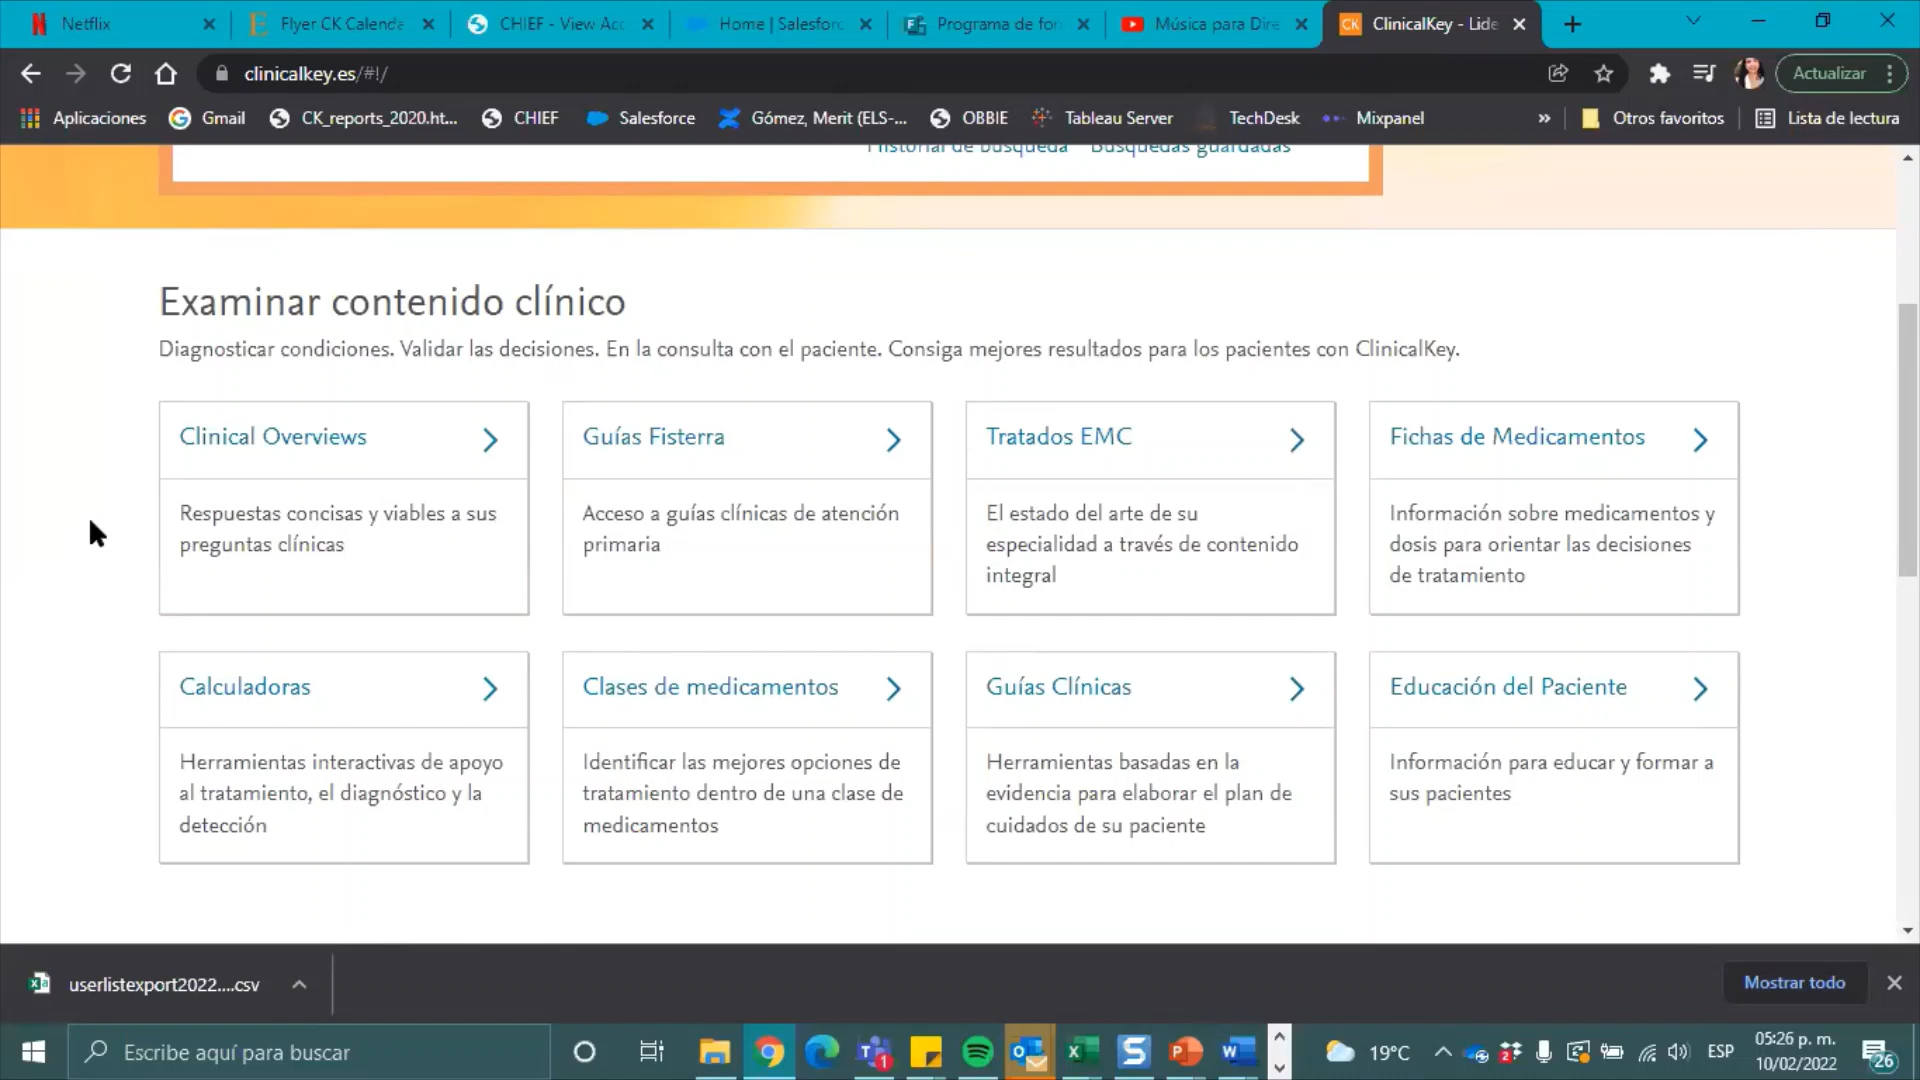 Netflix
Flyer CK Calenda
CHIEF - View Acc
Home | Salesforc
Programa de for
Música para Dire
CK
ClinicalKey - Lide
clinicalkey.es/#!/
Actualizar
Aplicaciones
Gmail
CK_reports_2020.ht...
CHIEF
Salesforce
Gómez, Merit (ELS-...
OBBIE
Tableau Server
TechDesk
Mixpanel
»
Otros favoritos
Lista de lectura
Historial de búsqueda
Búsquedas guardadas
Examinar contenido clínico
Diagnosticar condiciones. Validar las decisiones. En la consulta con el paciente. Consiga mejores resultados para los pacientes con ClinicalKey.
Clinical Overviews
Respuestas concisas y viables a sus
preguntas clínicas
Guías Fisterra
Acceso a guías clínicas de atención
primaria
Tratados EMC
El estado del arte de su
especialidad a través de contenido
integral
Fichas de Medicamentos
Información sobre medicamentos y
dosis para orientar las decisiones
de tratamiento
Calculadoras
Herramientas interactivas de apoyo
al tratamiento, el diagnóstico y la
detección
Clases de medicamentos
Identificar las mejores opciones de
tratamiento dentro de una clase de
medicamentos
Guías Clínicas
Herramientas basadas en la
evidencia para elaborar el plan de
cuidados de su paciente
Educación del Paciente
Información para educar y formar a
sus pacientes
userlistexport2022....csv
Mostrar todo
Escribe aquí para buscar
19°C
ESP
05:26 p. m.
10/02/2022
26